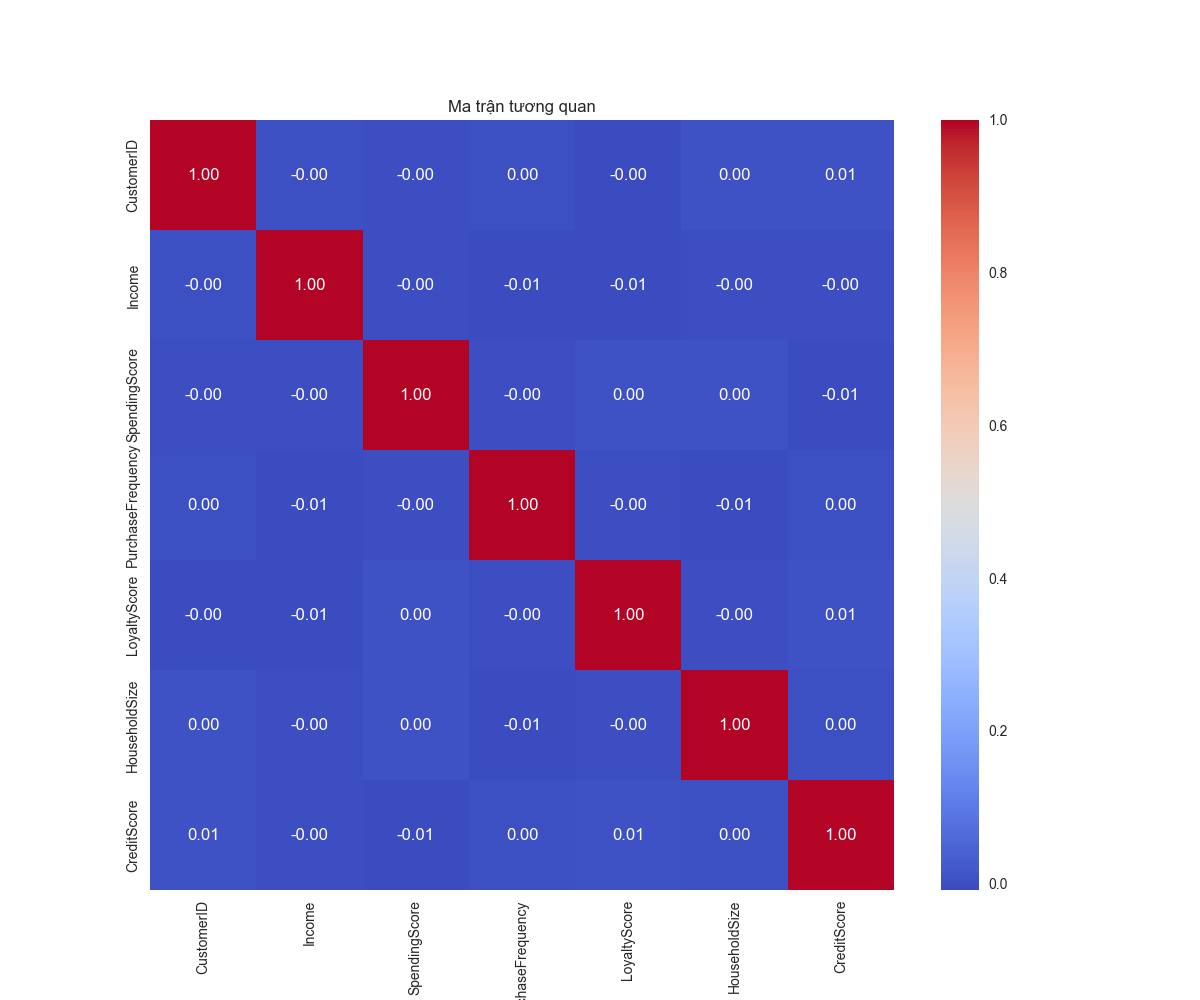 Ma trận tương quan
CustomerID 1.00 -0.00 -0.00 0.00 -0.00 0.00 0.01
Income -0.00 1.00 -0.00 -0.01 -0.01 -0.00 -0.00
SpendingScore -0.00 -0.00 1.00 -0.00 0.00 0.00 -0.01
PurchaseFrequency 0.00 -0.01 -0.00 1.00 -0.00 -0.01 0.00
LoyaltyScore -0.00 -0.01 0.00 -0.00 1.00 -0.00 0.01
HouseholdSize 0.00 -0.00 0.00 -0.01 -0.00 1.00 0.00
CreditScore 0.01 -0.00 -0.01 0.00 0.01 0.00 1.00
CustomerID Income SpendingScore chaseFrequency LoyaltyScore HouseholdSize CreditScore
1.0
0.8
0.6
0.4
0.2
0.0